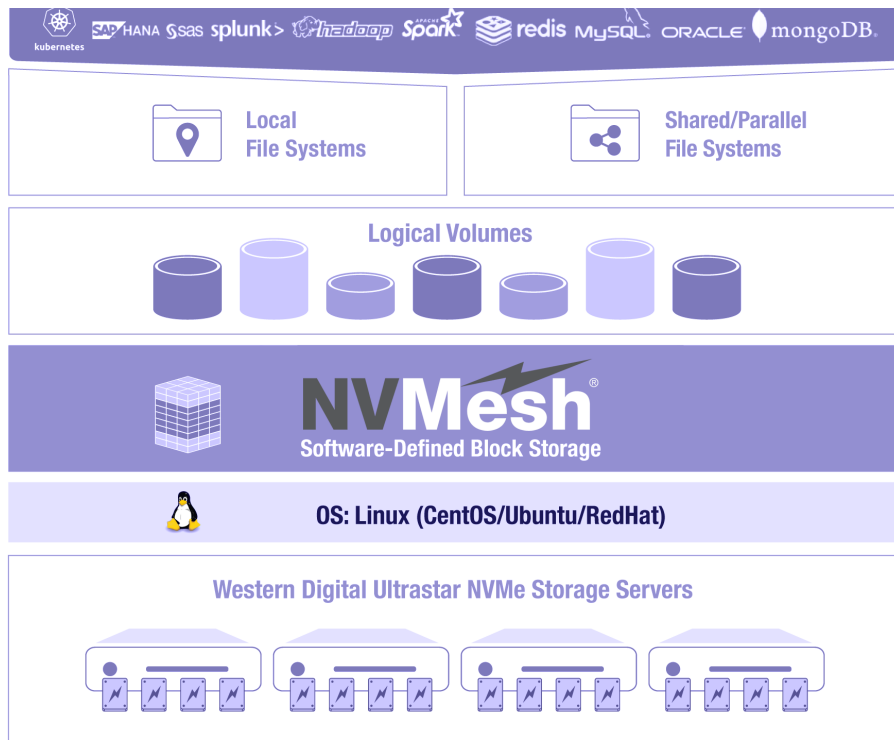 kubernetes SAP HANA sas splunk> hadoop APACHE Spark redis MySQL ORACLE mongoDB
Local
File Systems
Shared/Parallel
File Systems
Logical Volumes
NVMesh®
Software-Defined Block Storage
OS: Linux (CentOS/Ubuntu/RedHat)
Western Digital Ultrastar NVMe Storage Servers